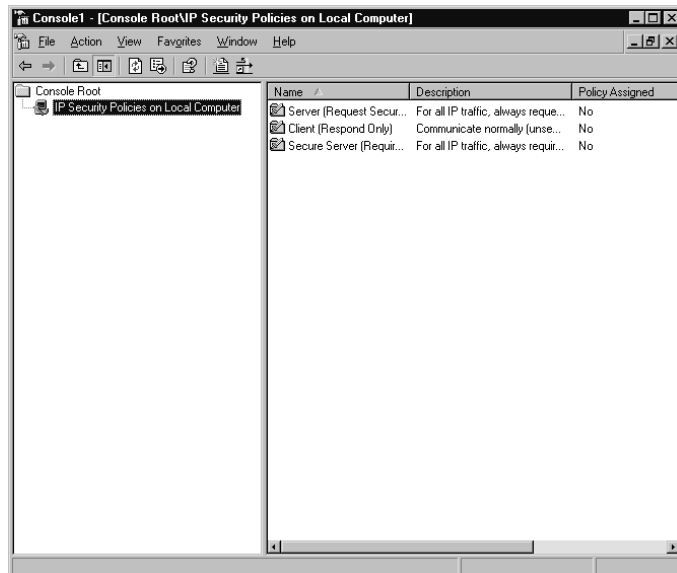 Console1 - [Console Root\IP Security Policies on Local Computer]
File Action View Favorites Window Help
Console Root
IP Security Policies on Local Computer
Name Description Policy Assigned
Server (Request Secur... For all IP traffic, always reque... No
Client (Respond Only) Communicate normally (unse... No
Secure Server (Requir... For all IP traffic, always requir... No